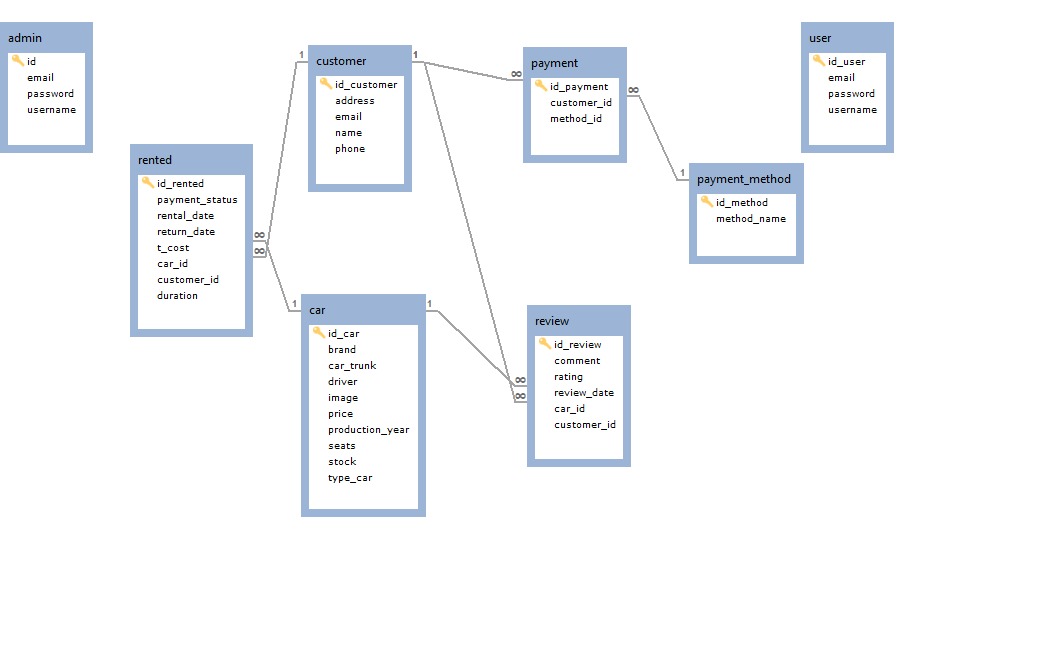 admin
id
email
password
username
customer
id_customer
address
email
name
phone
payment
id_payment
customer_id
method_id
user
id_user
email
password
username
rented
id_rented
payment_status
rental_date
return_date
t_cost
car_id
customer_id
duration
payment_method
id_method
method_name
car
id_car
brand
car_trunk
driver
image
price
production_year
seats
stock
type_car
review
id_review
comment
rating
review_date
car_id
customer_id
1
1
∞
∞
1
∞
∞
1
1
∞
∞